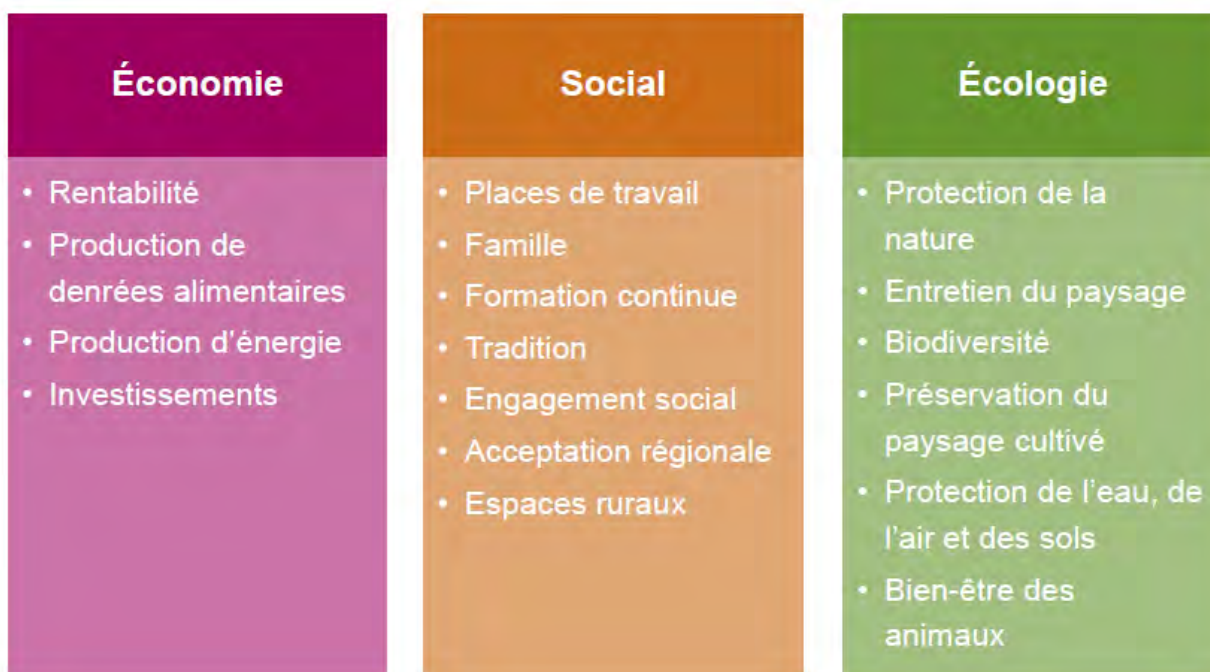 Économie
• Rentabilité
• Production de
denrées alimentaires
• Production d'énergie
• Investissements
Social
• Places de travail
• Famille
• Formation continue
• Tradition
• Engagement social
• Acceptation régionale
• Espaces ruraux
Écologie
• Protection de la
nature
• Entretien du paysage
• Biodiversité
• Préservation du
paysage cultivé
• Protection de l'eau, de
l'air et des sols
• Bien-être des
animaux